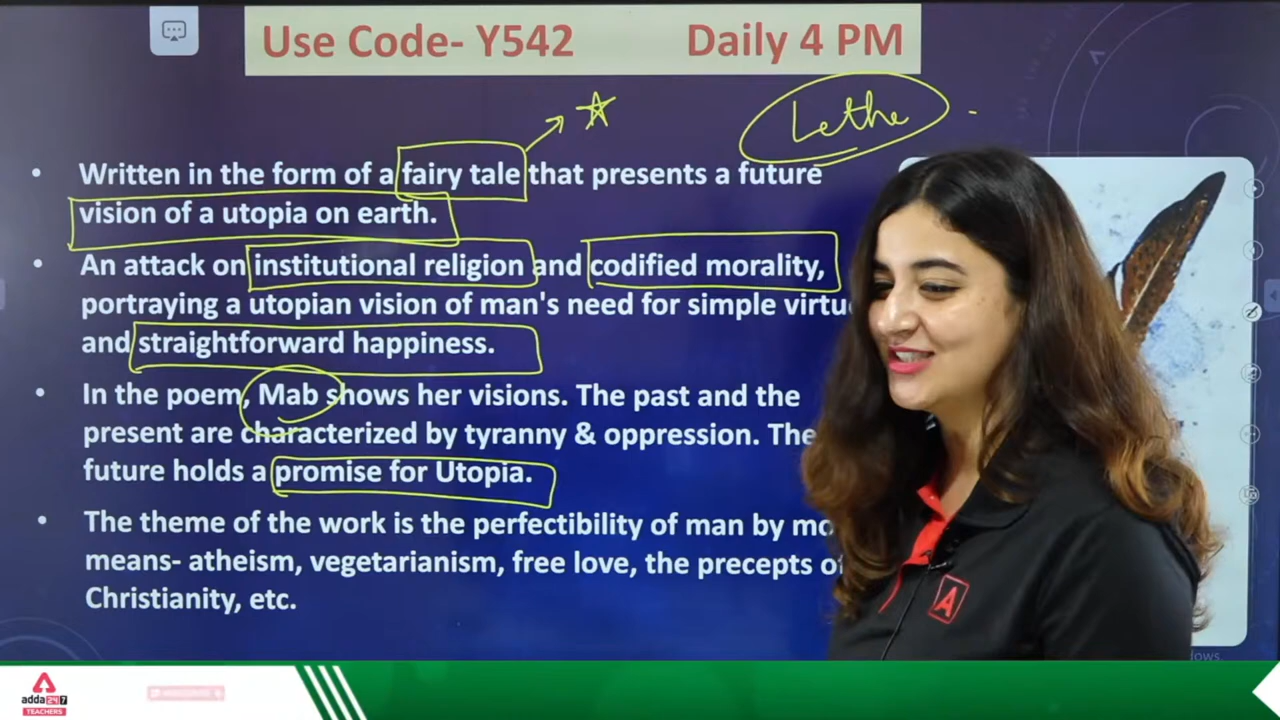 Use Code- Y542 Daily 4 PM
Lethe
• Written in the form of a fairy tale that presents a future
vision of a utopia on earth.
• An attack on institutional religion and codified morality,
portraying a utopian vision of man's need for simple virtu
and straightforward happiness.
• In the poem, Mab shows her visions. The past and the
present are characterized by tyranny & oppression. The
future holds a promise for Utopia.
• The theme of the work is the perfectibility of man by mo
means- atheism, vegetarianism, free love, the precepts of
Christianity, etc.
A
adda247
TEACHERS